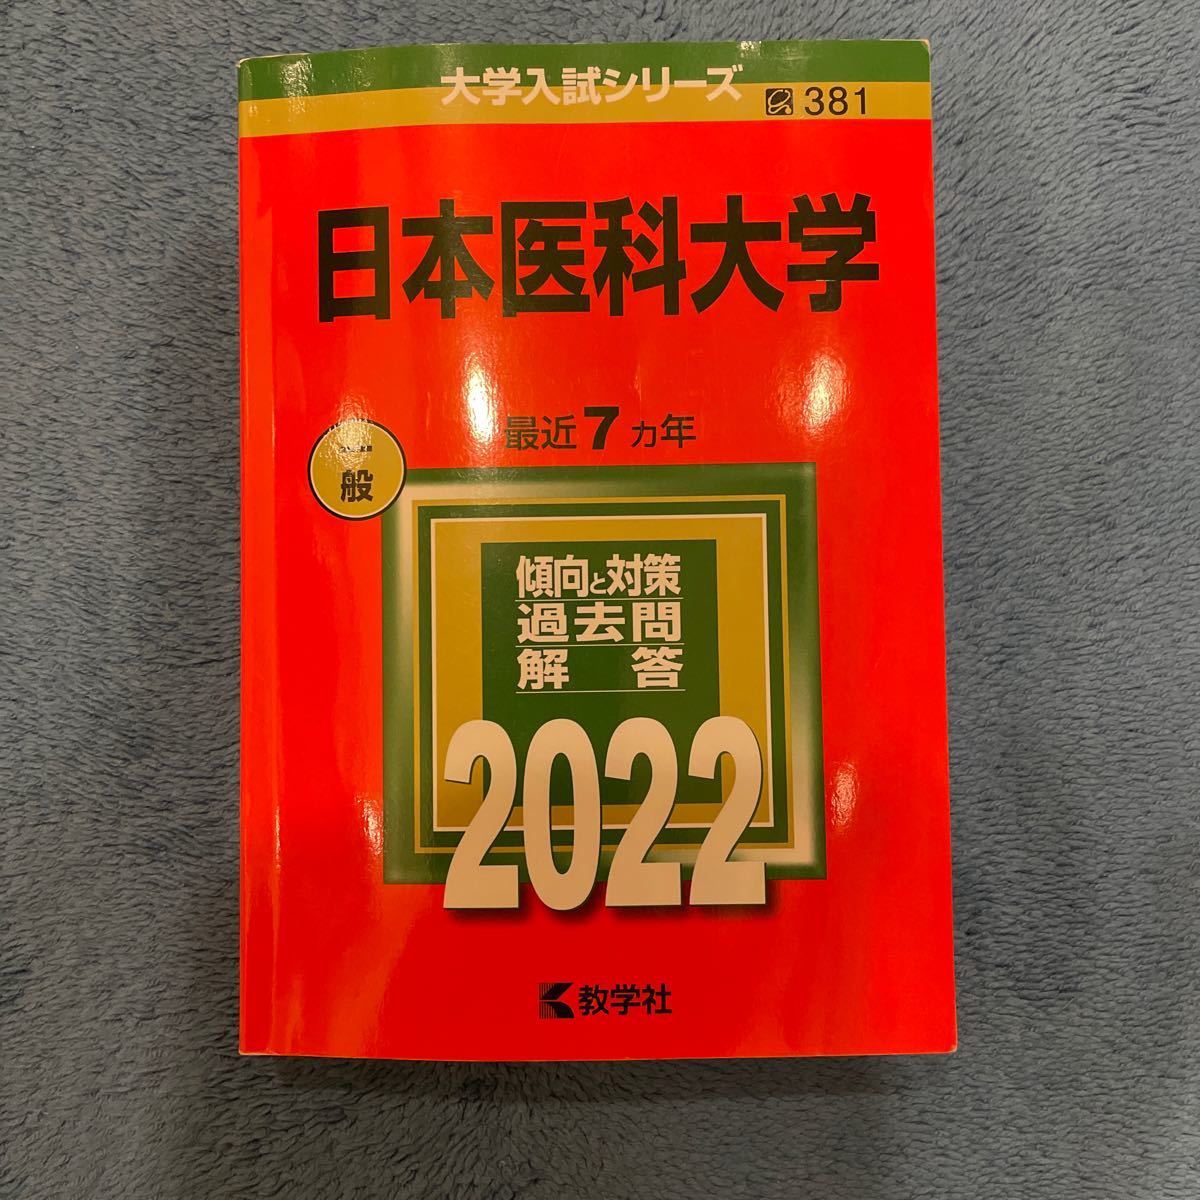 大学入試シリーズ
381
日本医科大学
最近7カ年
一般
傾向と対策
過去問
解答
2022
教学社